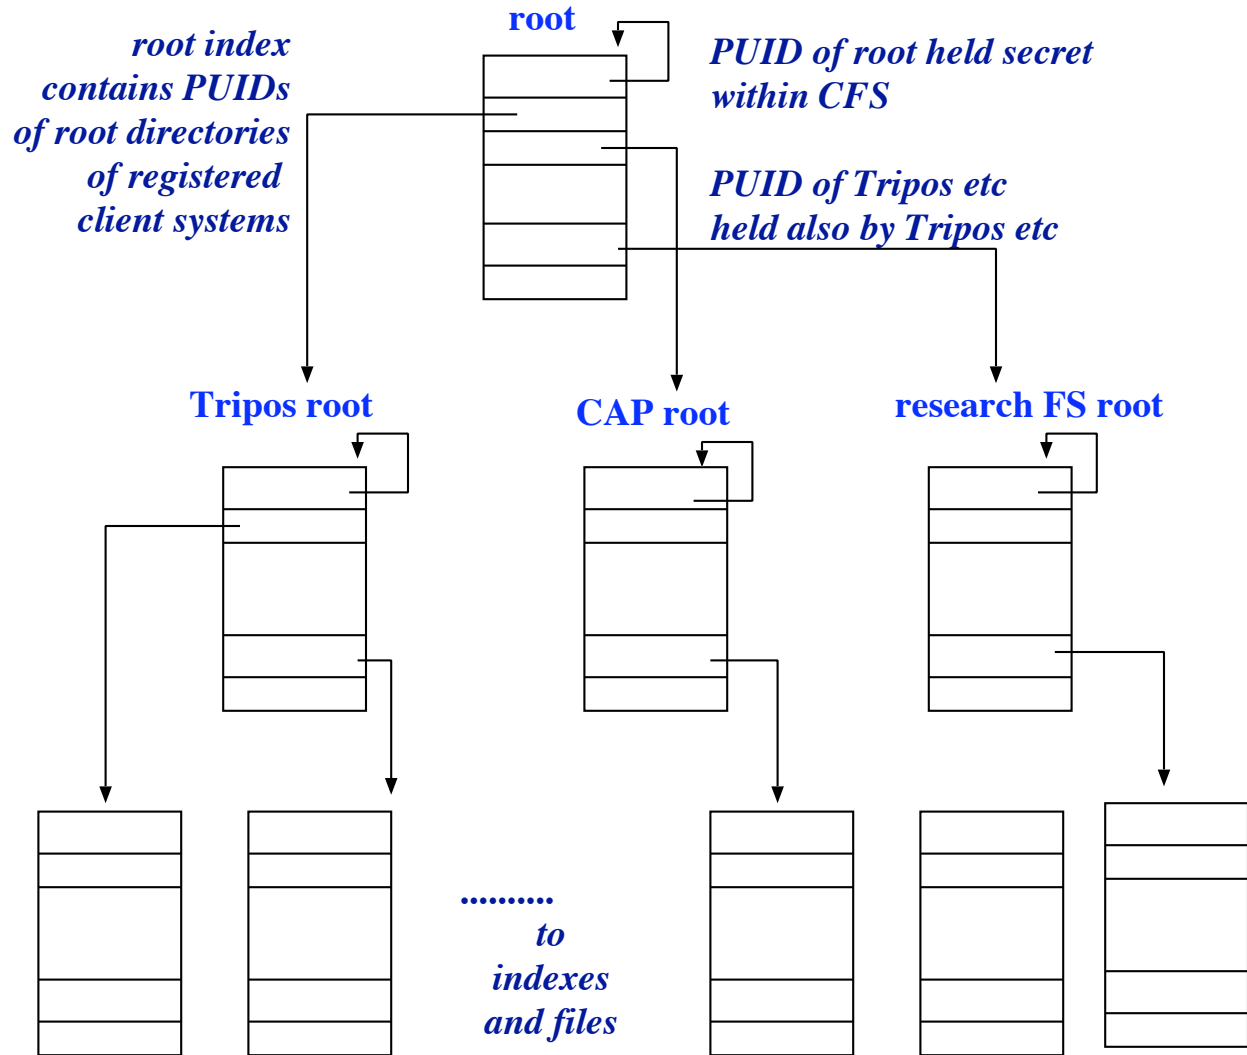 root
root index
contains PUIDs
of root directories
of registered
client systems
PUID of root held secret
within CFS
PUID of Tripos etc
held also by Tripos etc
Tripos root
CAP root
research FS root
..........
to
indexes
and files